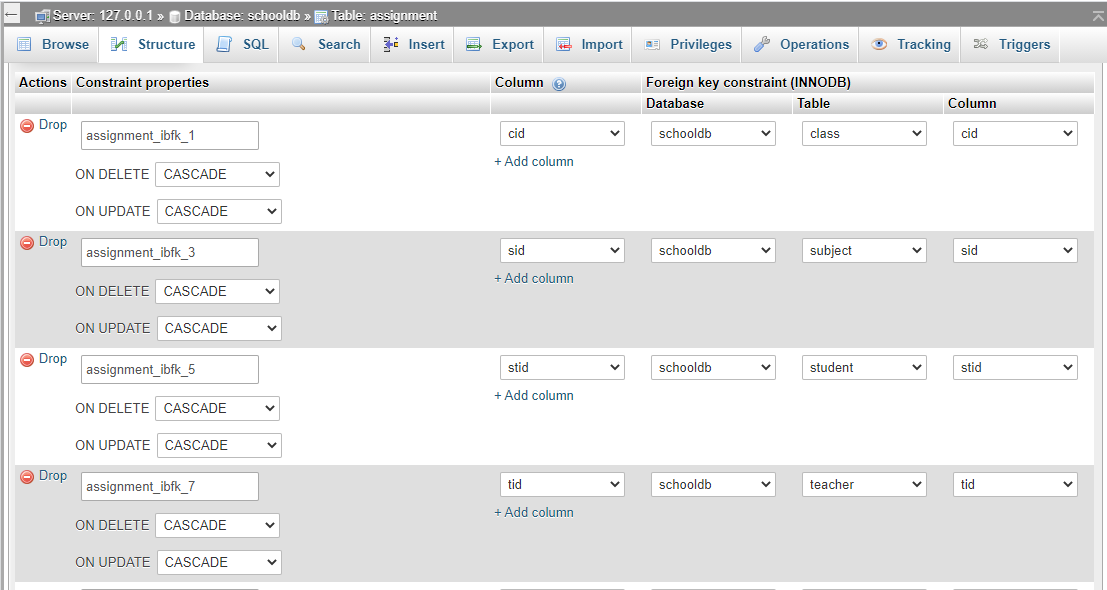 Server: 127.0.0.1 » Database: schooldb » Table: assignment
Browse Structure SQL Search Insert Export Import Privileges Operations Tracking Triggers
Actions Constraint properties Column Foreign key constraint (INNODB)
Database Table Column
Drop assignment_ibfk_1 cid schooldb class cid
+ Add column
ON DELETE CASCADE
ON UPDATE CASCADE
Drop assignment_ibfk_3 sid schooldb subject sid
+ Add column
ON DELETE CASCADE
ON UPDATE CASCADE
Drop assignment_ibfk_5 stid schooldb student stid
+ Add column
ON DELETE CASCADE
ON UPDATE CASCADE
Drop assignment_ibfk_7 tid schooldb teacher tid
+ Add column
ON DELETE CASCADE
ON UPDATE CASCADE